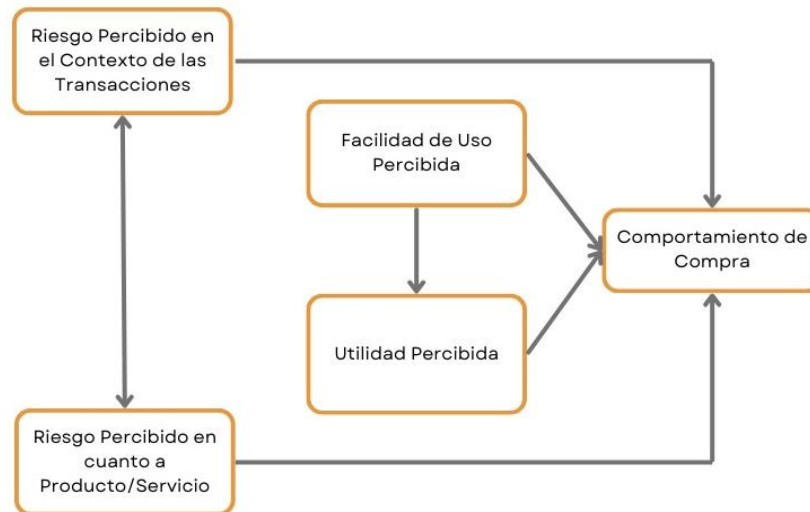 Riesgo Percibido en
el Contexto de las
Transacciones
Facilidad de Uso
Percibida
Comportamiento de
Compra
Utilidad Percibida
Riesgo Percibido en
cuanto a
Producto/Servicio